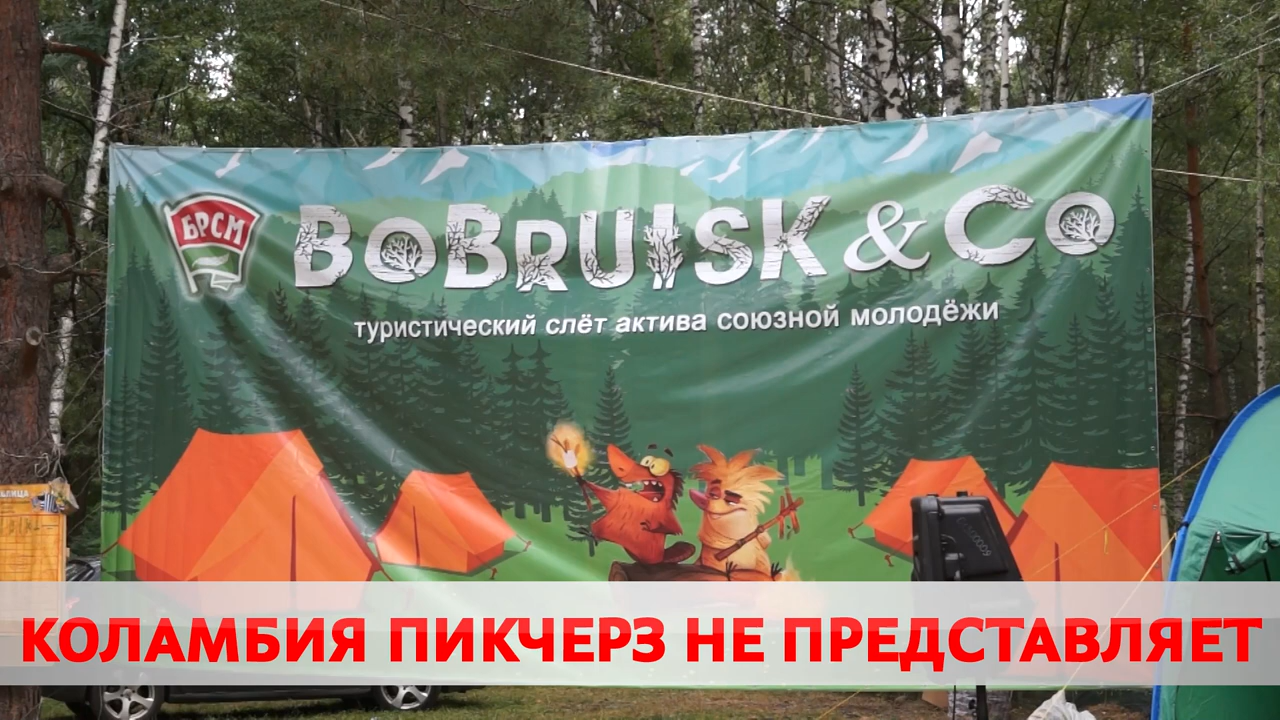 БРСМ
BOBRUISK & CO
туристический слёт актива союзной молодёжи
КОЛАМБИЯ ПИКЧЕРЗ НЕ ПРЕДСТАВЛЯЕТ